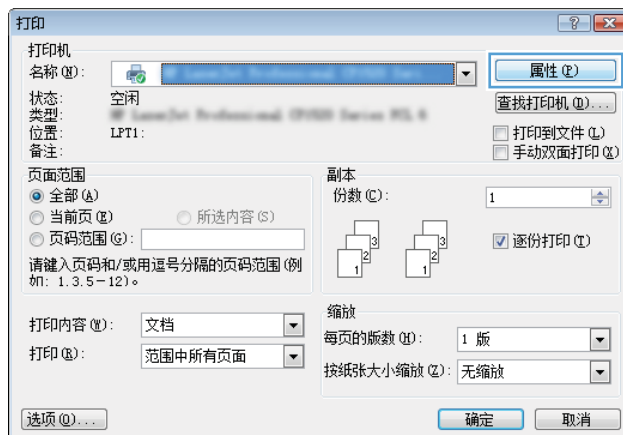 打印
打印机
名称(N):
属性(P)
状态: 空闲
查找打印机(D)...
类型:
位置: LPT1:
打印到文件(L)
备注:
手动双面打印(X)
页面范围
全部(A)
当前页(E) 所选内容(S)
页码范围(G):
请键入页码和/或用逗号分隔的页码范围(例
如: 1.3.5-12)。
副本
份数(C): 1
1 2 3 1 2 3
逐份打印(T)
打印内容(W): 文档
打印(R): 范围中所有页面
缩放
每页的版数(H): 1 版
按纸张大小缩放(Z): 无缩放
选项(O)...
确定
取消